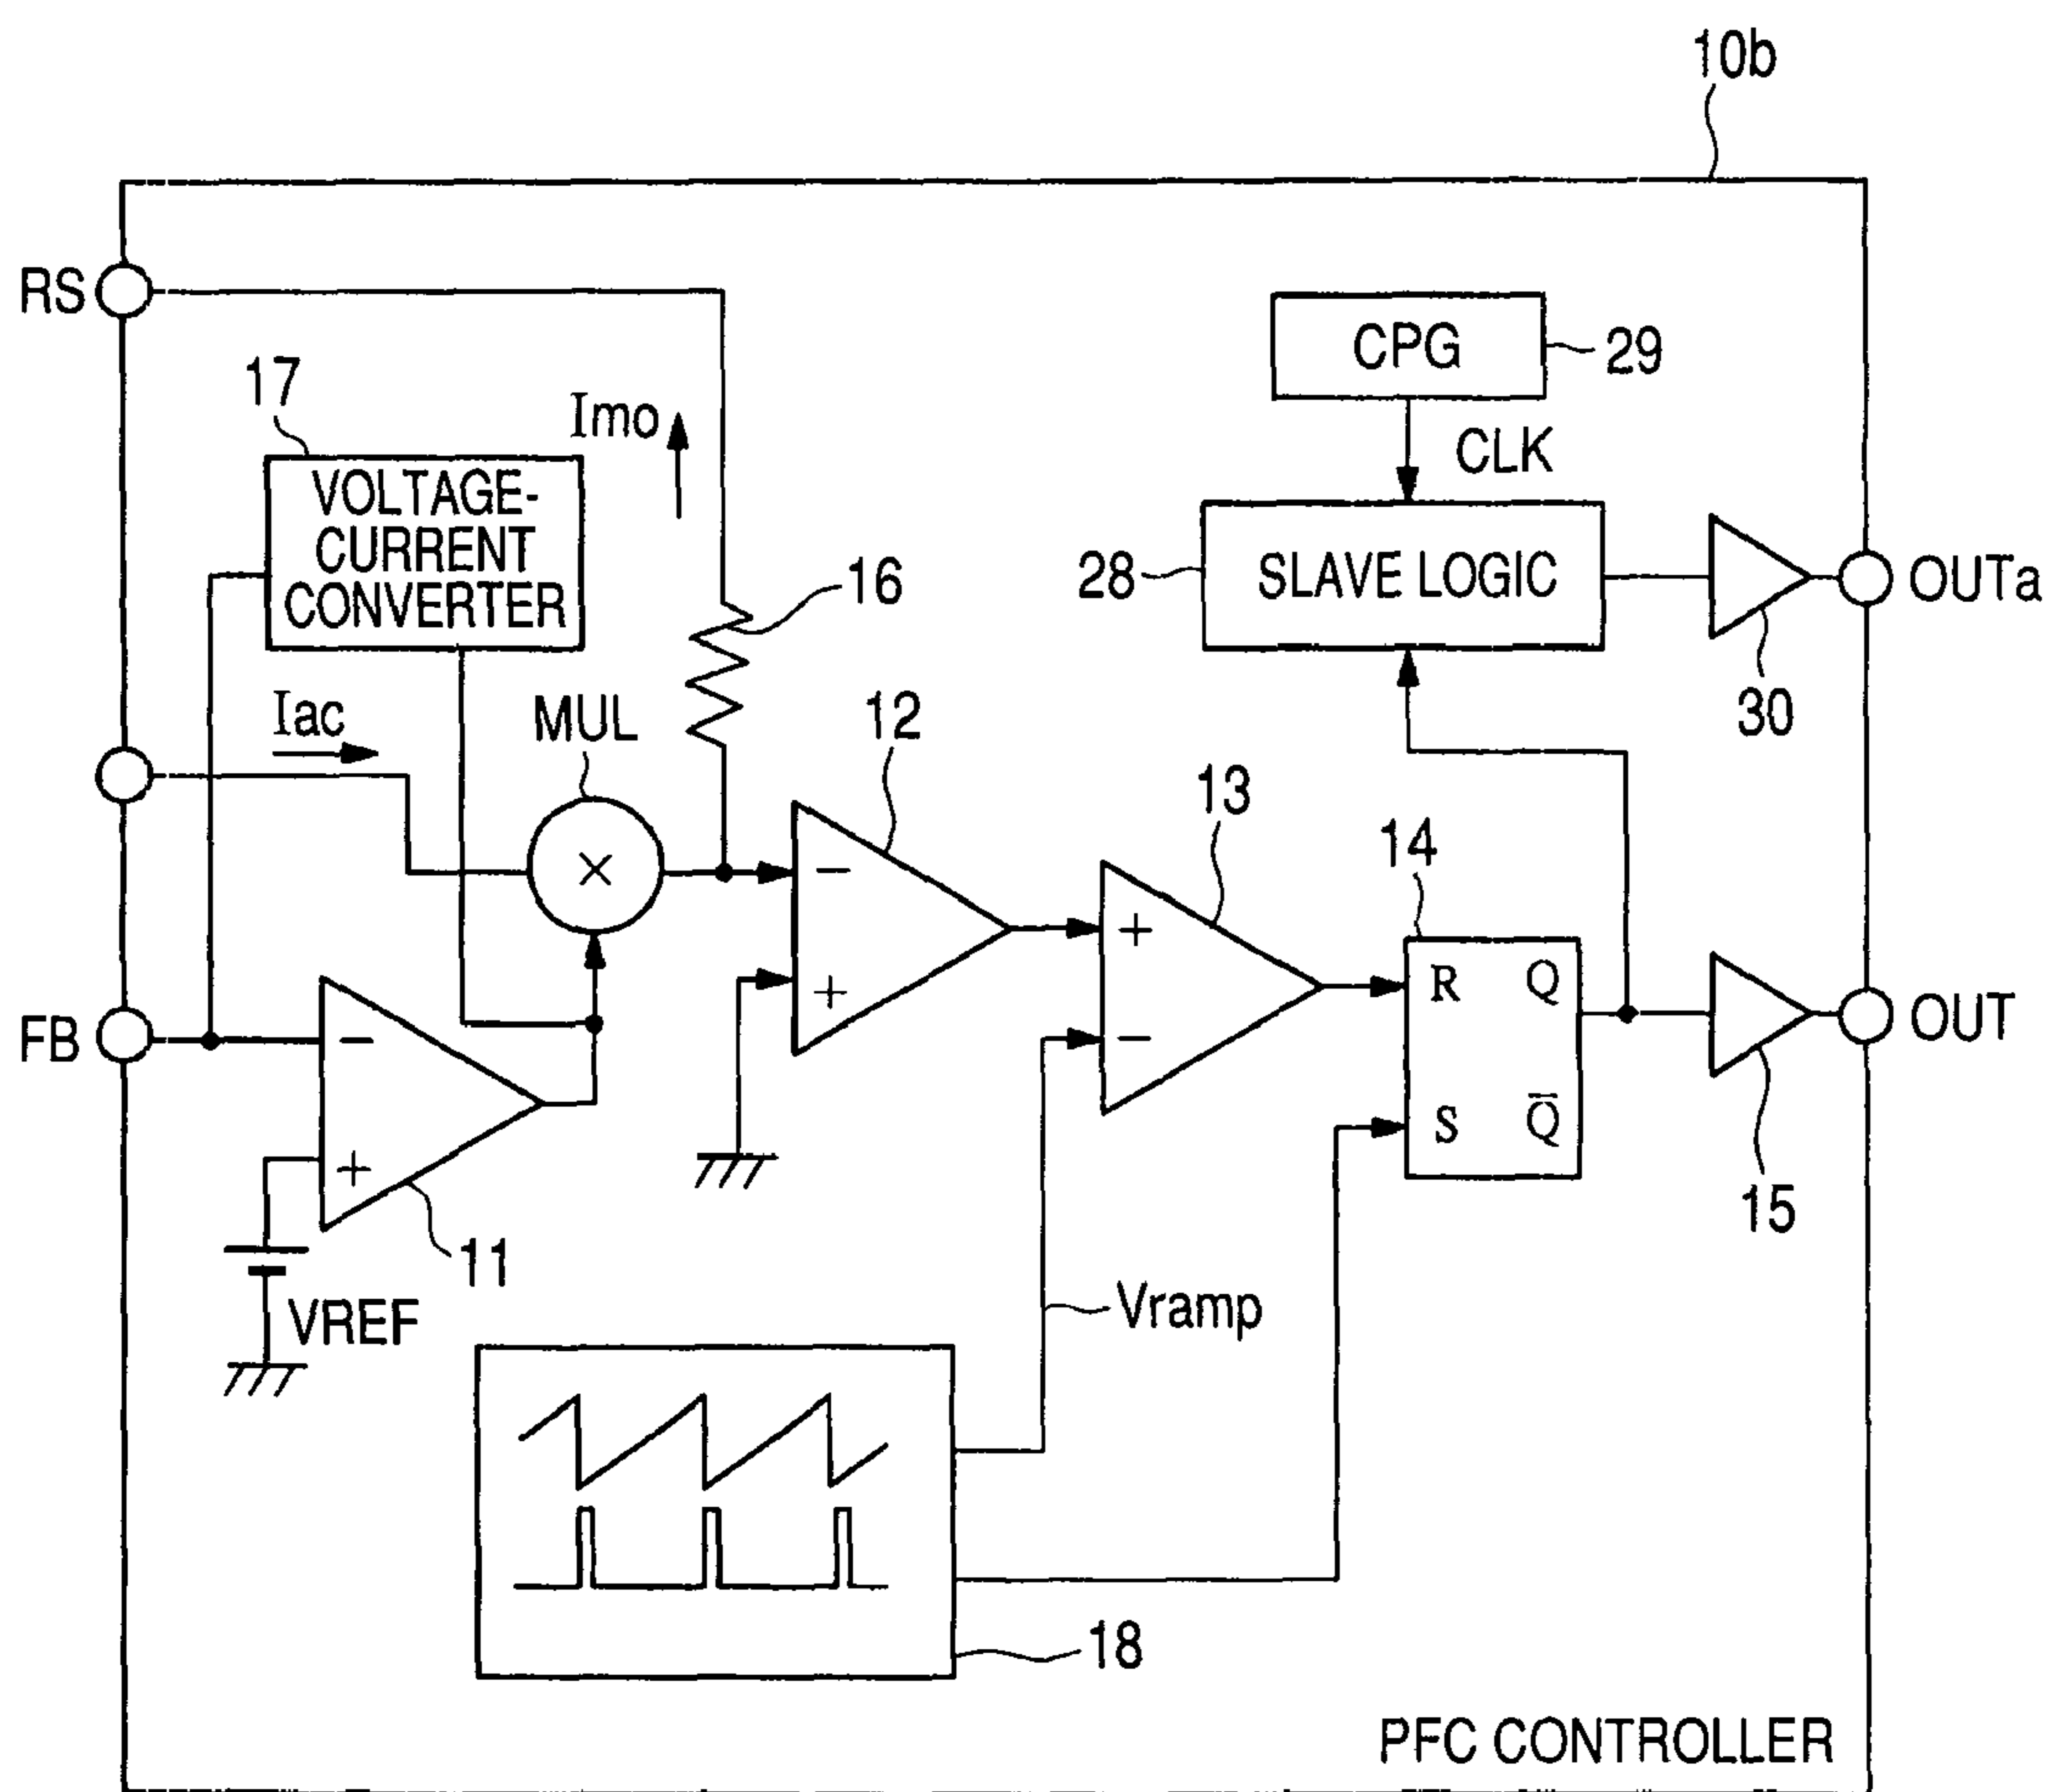 10b
RS
CPG
29
17
Imo
CLK
VOLTAGE-
CURRENT
CONVERTER
16
28
SLAVE LOGIC
OUTa
Iac
MUL
12
30
13
×
14
−
+
R
Q
FB
−
+
−
OUT
S
Q̅
+
15
11
Vramp
VREF
18
PFC CONTROLLER